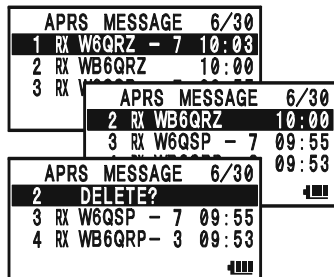 APRS MESSAGE 6/30
1 RX W6QRZ - 7 10:03
2 RX WB6QRZ 10:00
3 RX
APRS MESSAGE 6/30
2 RX WB6QRZ 10:00
3 RX W6QSP - 7 09:55
09:53
APRS MESSAGE 6/30
2 DELETE?
3 RX W6QSP - 7 09:55
4 RX WB6QRP- 3 09:53